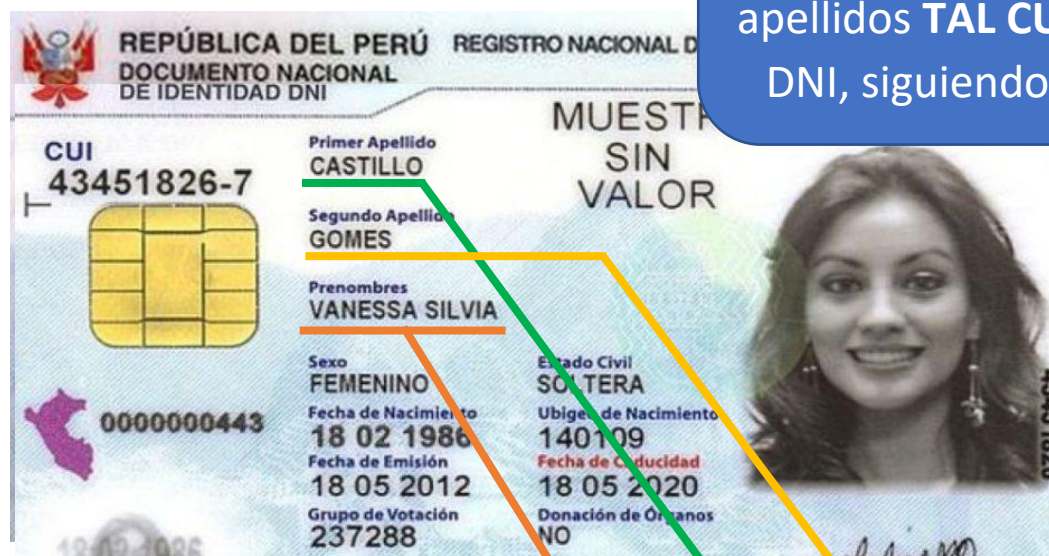 apellidos TAL
DNI, siguiendo
REPÚBLICA DEL PERÚ REGISTRO NACIONAL
DOCUMENTO NACIONAL
DE IDENTIDAD DNI
MUESTR
SIN
VALOR
CUI
43451826-7
Primer Apellido
CASTILLO
Segundo Apellido
GOMES
Prenombres
VANESSA SILVIA
Sexo
FEMENINO
Estado Civil
SOLTERA
Fecha de Nacimiento
18 02 1986
Ubigeo de Nacimiento
140109
0000000443
Fecha de Emisión
18 05 2012
Fecha de Caducidad
18 05 2020
Grupo de Votación
237288
Donación de Órganos
NO